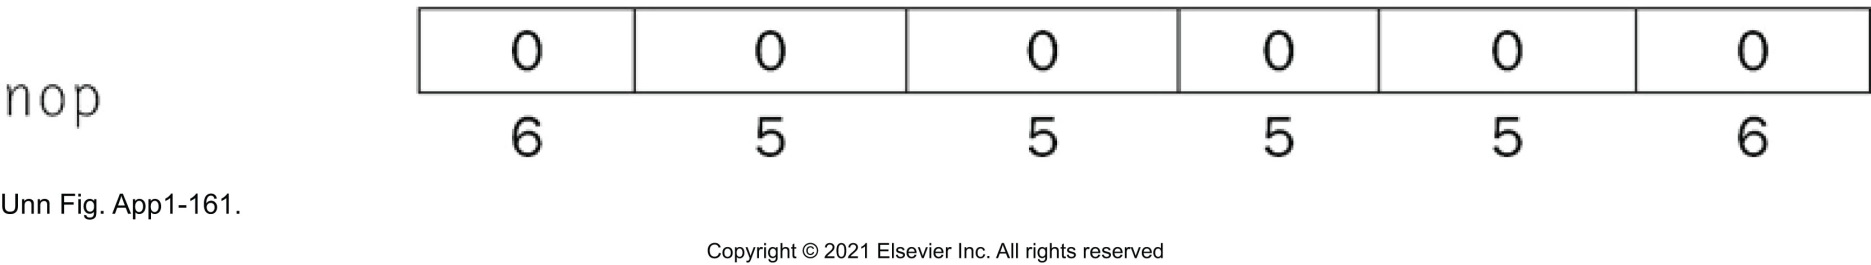 0 0 0 0 0 0
nop
6 5 5 5 5 6
Unn Fig. App1-161.
Copyright © 2021 Elsevier Inc. All rights reserved